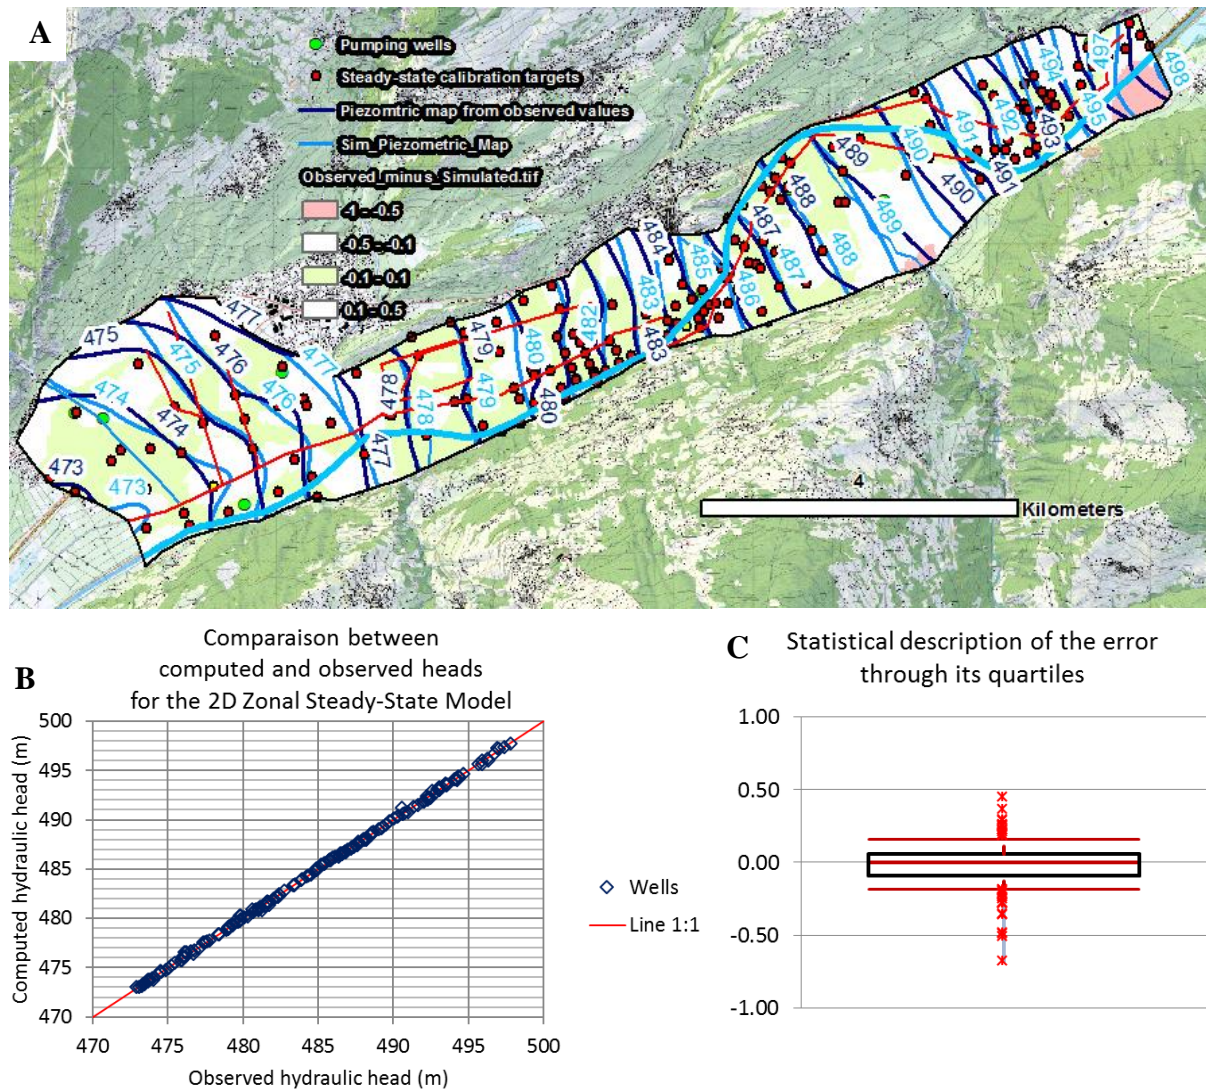 A
Pumping wells
Steady-state calibration targets
Piezomtric map from observed values
Sim_Piezometric_Map
Observed_minus_Simulated.tif
-1 - -0.5
-0.5 - -0.1
-0.1 - 0.1
0.1 - 0.5
N
497
498
494
495
492
493
491
491
490
490
489
489
488
488
487
487
486
485
484
483
483
482
480
480
479
479
478
478
477
477
477
476
476
475
475
474
474
473
473
4
Kilometers
B
Comparaison between
computed and observed heads
for the 2D Zonal Steady-State Model
Computed hydraulic head (m)
500
495
490
485
480
475
470
470 475 480 485 490 495 500
Observed hydraulic head (m)
Wells
Line 1:1
C
Statistical description of the error
through its quartiles
1.00
0.50
0.00
-0.50
-1.00